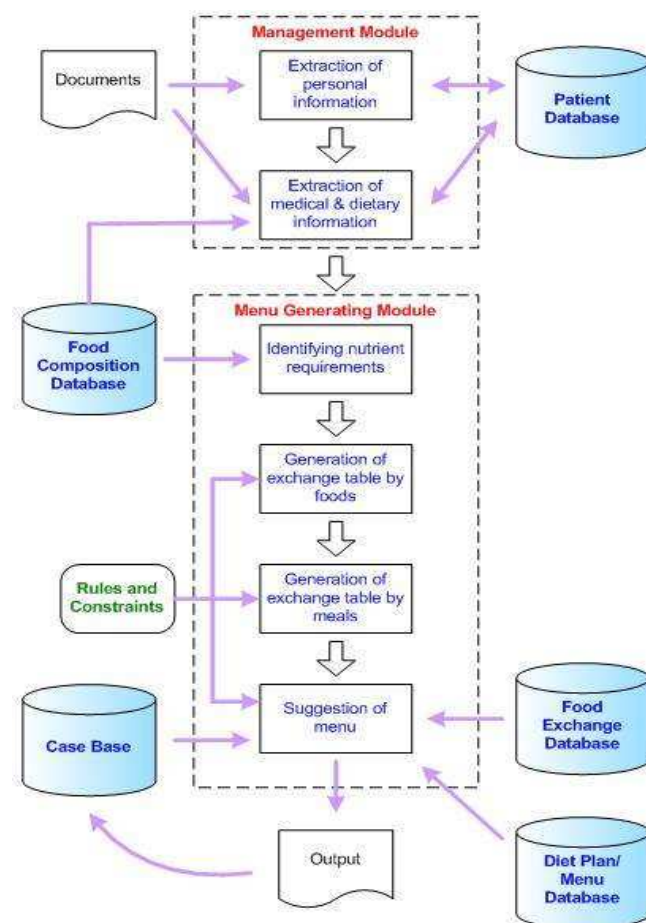 Management Module
Documents
Extraction of
personal
information
Patient
Database
Extraction of
medical & dietary
information
Menu Generating Module
Food
Composition
Database
Identifying nutrient
requirements
Generation of
exchange table by
foods
Rules and
Constraints
Generation of
exchange table by
meals
Case Base
Suggestion of
menu
Food
Exchange
Database
Output
Diet Plan/
Menu
Database